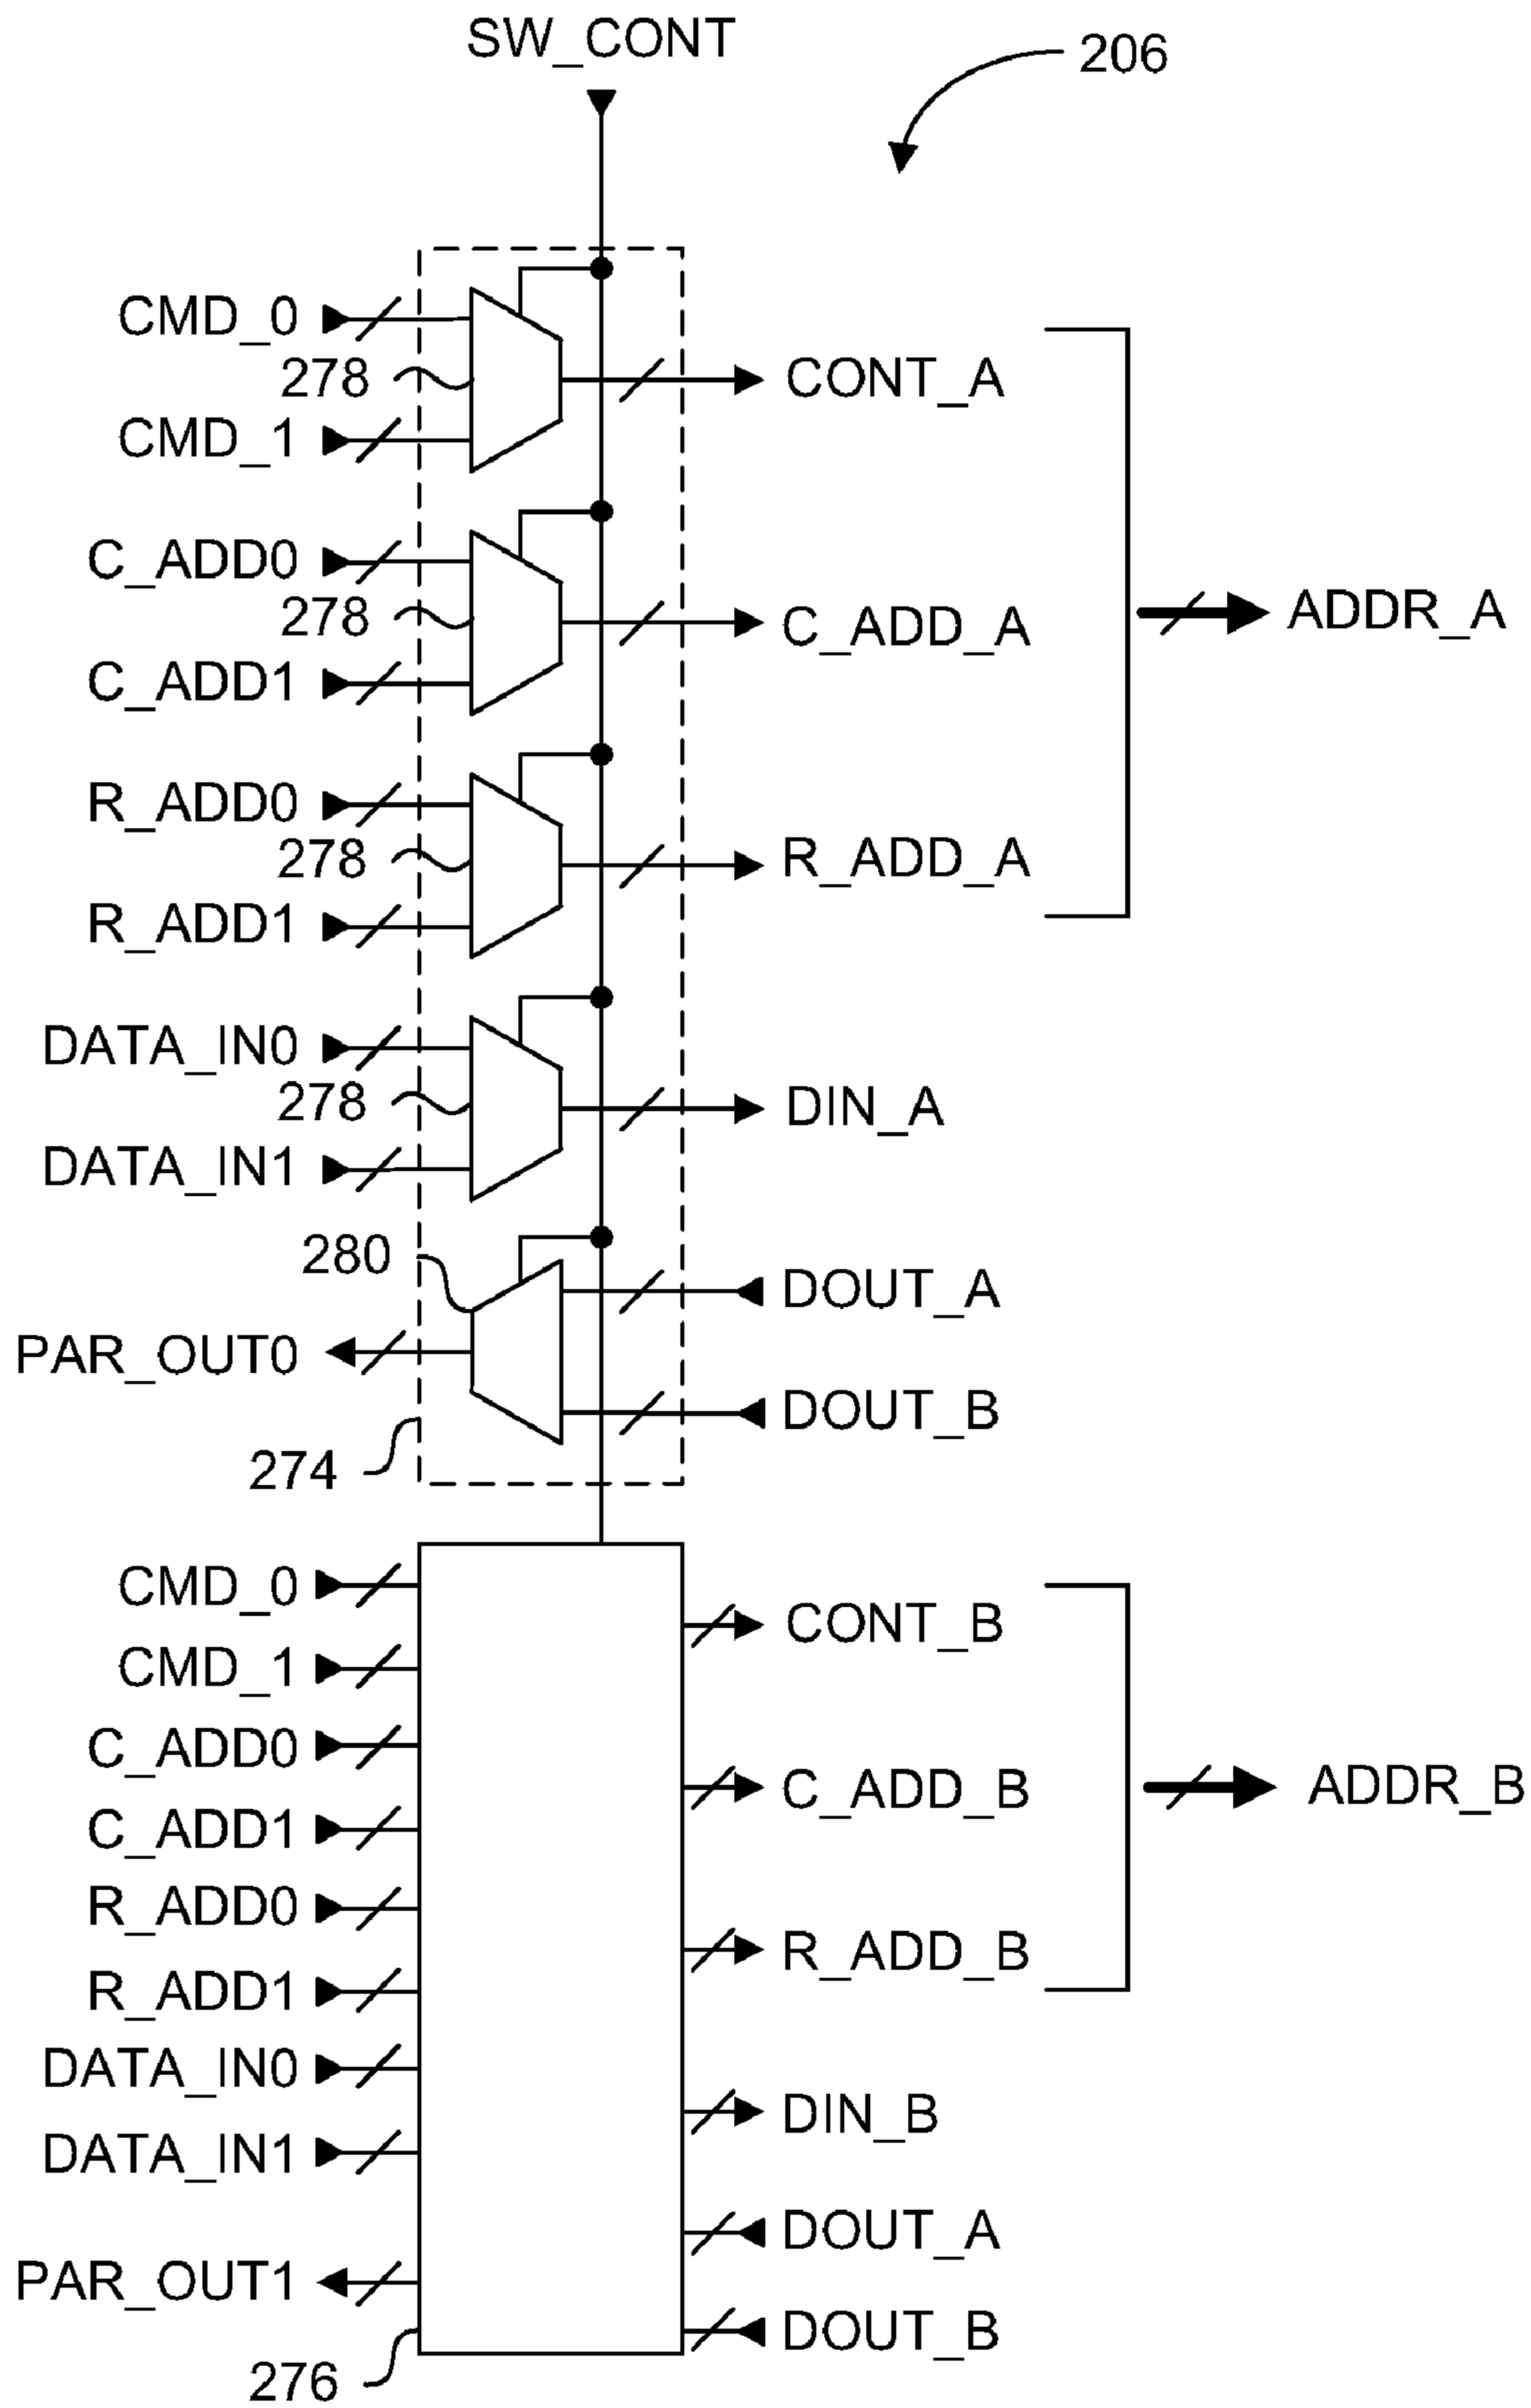 SW_CONT
206
CMD_0
278
CONT_A
CMD_1
C_ADD0
278
C_ADD_A
ADDR_A
C_ADD1
R_ADD0
278
R_ADD_A
R_ADD1
DATA_IN0
278
DIN_A
DATA_IN1
280
DOUT_A
PAR_OUT0
DOUT_B
274
CMD_0
CONT_B
CMD_1
C_ADD0
C_ADD_B
ADDR_B
C_ADD1
R_ADD0
R_ADD_B
R_ADD1
DATA_IN0
DIN_B
DATA_IN1
DOUT_A
PAR_OUT1
DOUT_B
276